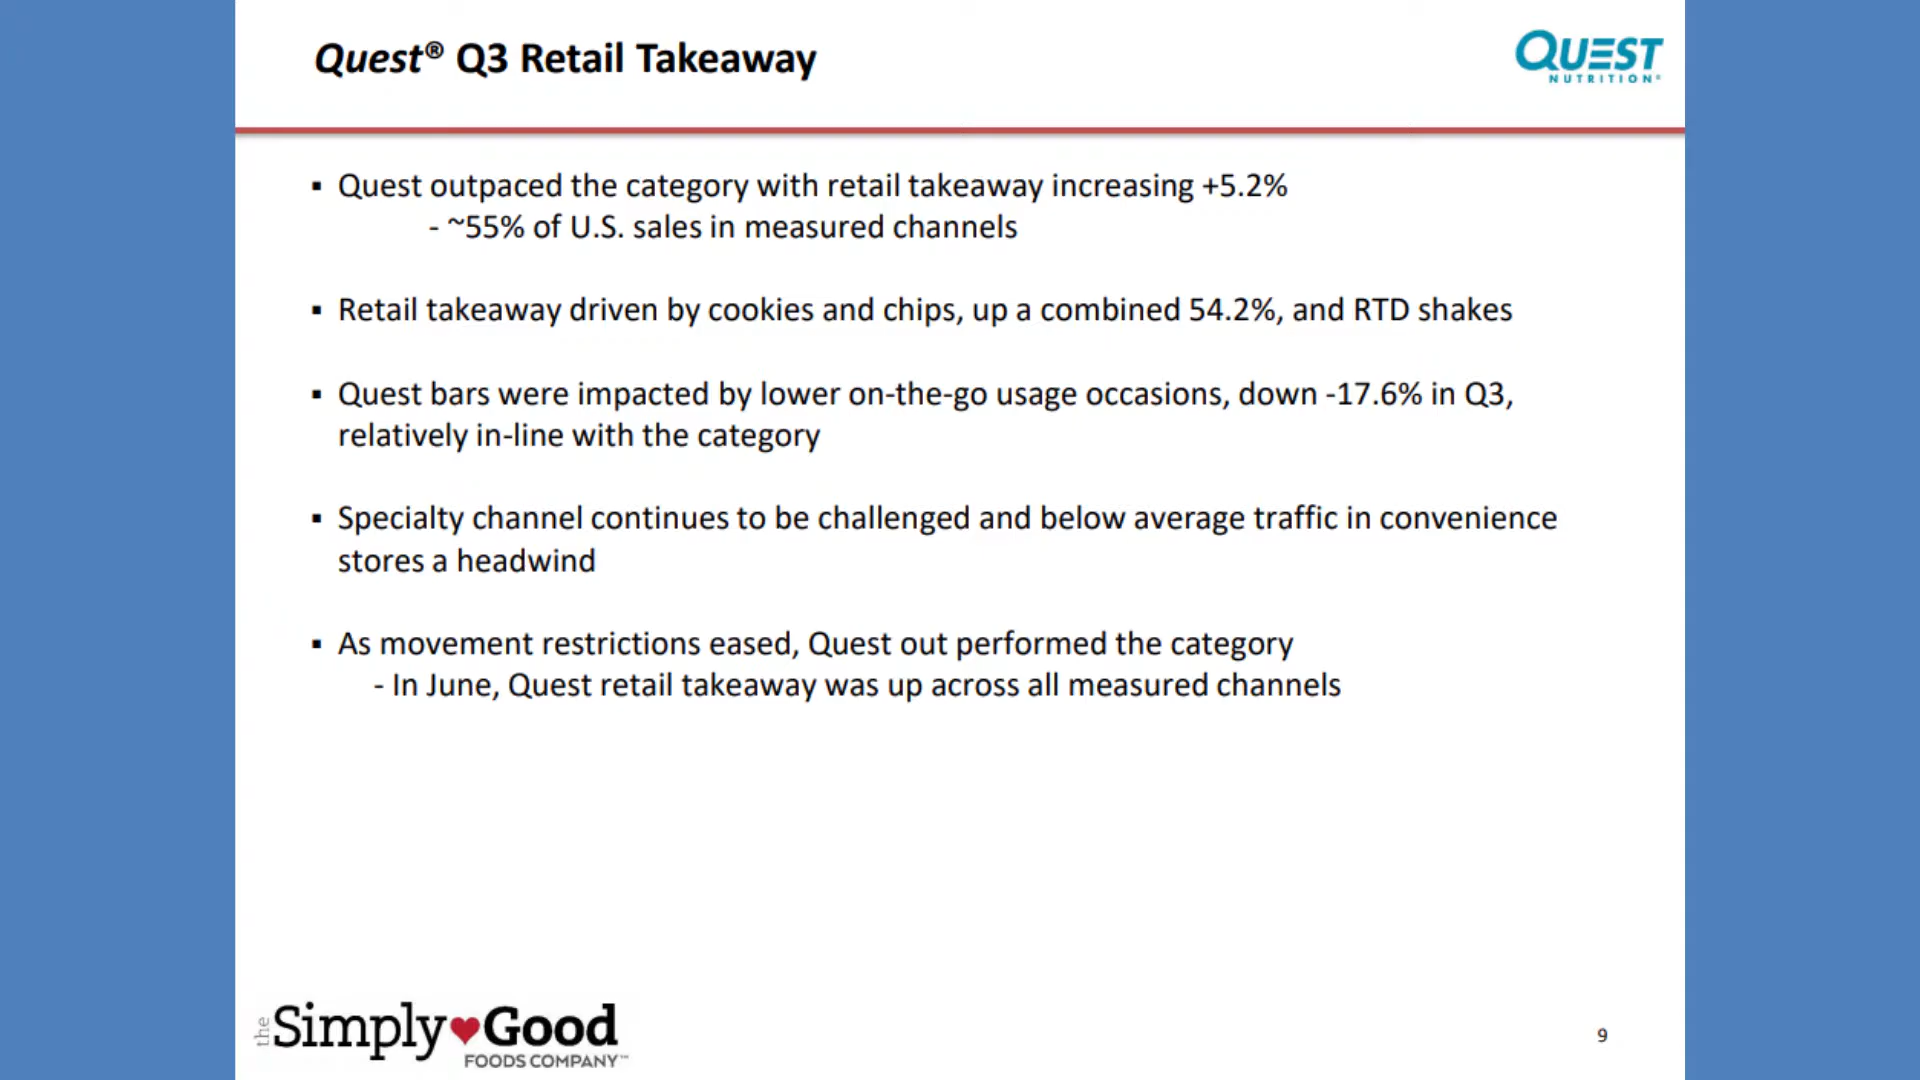 Quest® Q3 Retail Takeaway
QUEST
NUTRITION®
▪ Quest outpaced the category with retail takeaway increasing +5.2%
- ~55% of U.S. sales in measured channels
▪ Retail takeaway driven by cookies and chips, up a combined 54.2%, and RTD shakes
▪ Quest bars were impacted by lower on-the-go usage occasions, down -17.6% in Q3,
relatively in-line with the category
▪ Specialty channel continues to be challenged and below average traffic in convenience
stores a headwind
▪ As movement restrictions eased, Quest out performed the category
- In June, Quest retail takeaway was up across all measured channels
the Simply Good
FOODS COMPANY™
9